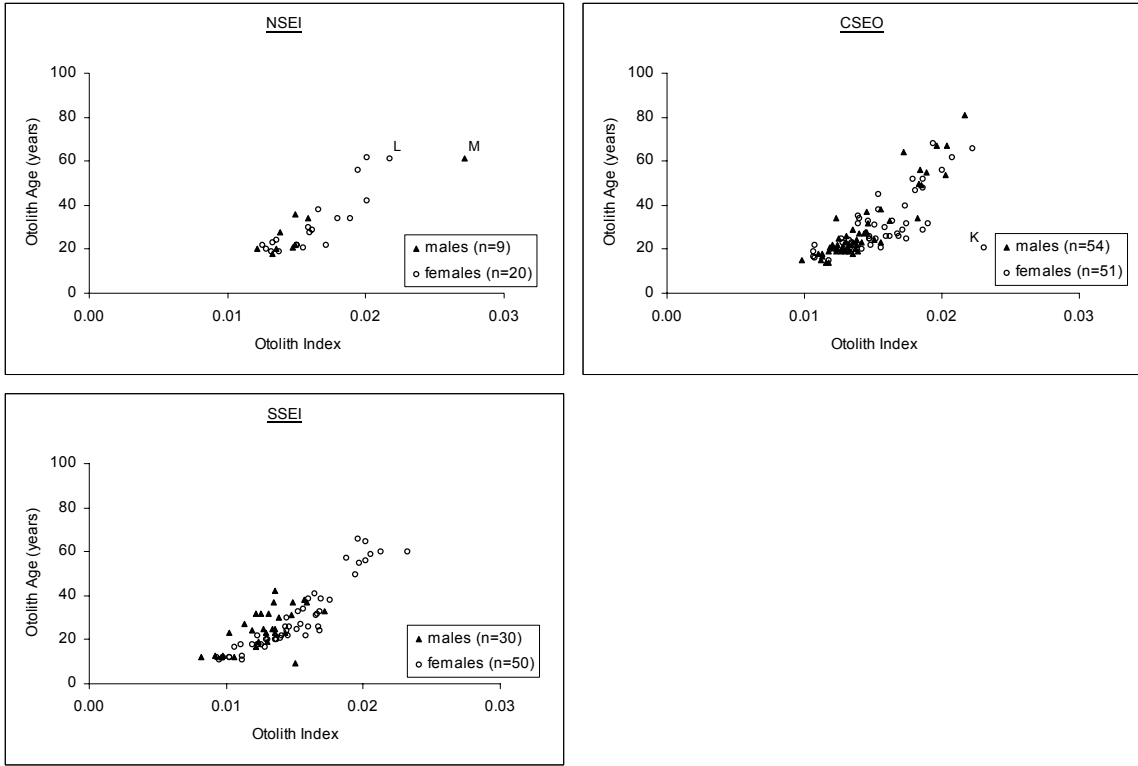 NSEI
Otolith Age (years)
100
80
60
40
20
0
L
M
males (n=9)
females (n=20)
0.00 0.01 0.02 0.03
Otolith Index
CSEO
Otolith Age (years)
100
80
60
40
20
0
K
males (n=54)
females (n=51)
0.00 0.01 0.02 0.03
Otolith Index
SSEI
Otolith Age (years)
100
80
60
40
20
0
males (n=30)
females (n=50)
0.00 0.01 0.02 0.03
Otolith Index